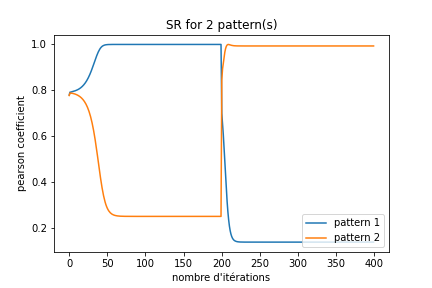 SR for 2 pattern(s)
1.0
0.8
0.6
0.4
0.2
pearson coefficient
0 50 100 150 200 250 300 350 400
nombre d'itérations
pattern 1
pattern 2